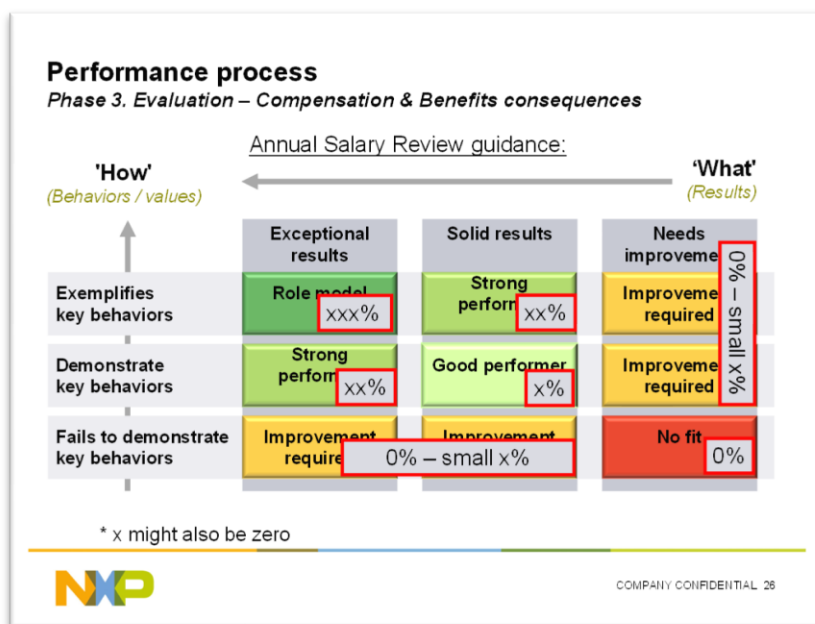 Performance process
Phase 3. Evaluation – Compensation & Benefits consequences
Annual Salary Review guidance:
'How'
(Behaviors / values)
‘What'
(Results)
Exceptional
results
Solid results
Needs
improveme
Exemplifies
key behaviors
Role model
xxx%
Strong
perform
xx%
Improveme
required
0% – small x%
Demonstrate
key behaviors
Strong
perform
xx%
Good performer
x%
Improveme
required
Fails to demonstrate
key behaviors
Improvement
require
Improvement
0% – small x%
No fit
0%
* x might also be zero
NXP
COMPANY CONFIDENTIAL 26